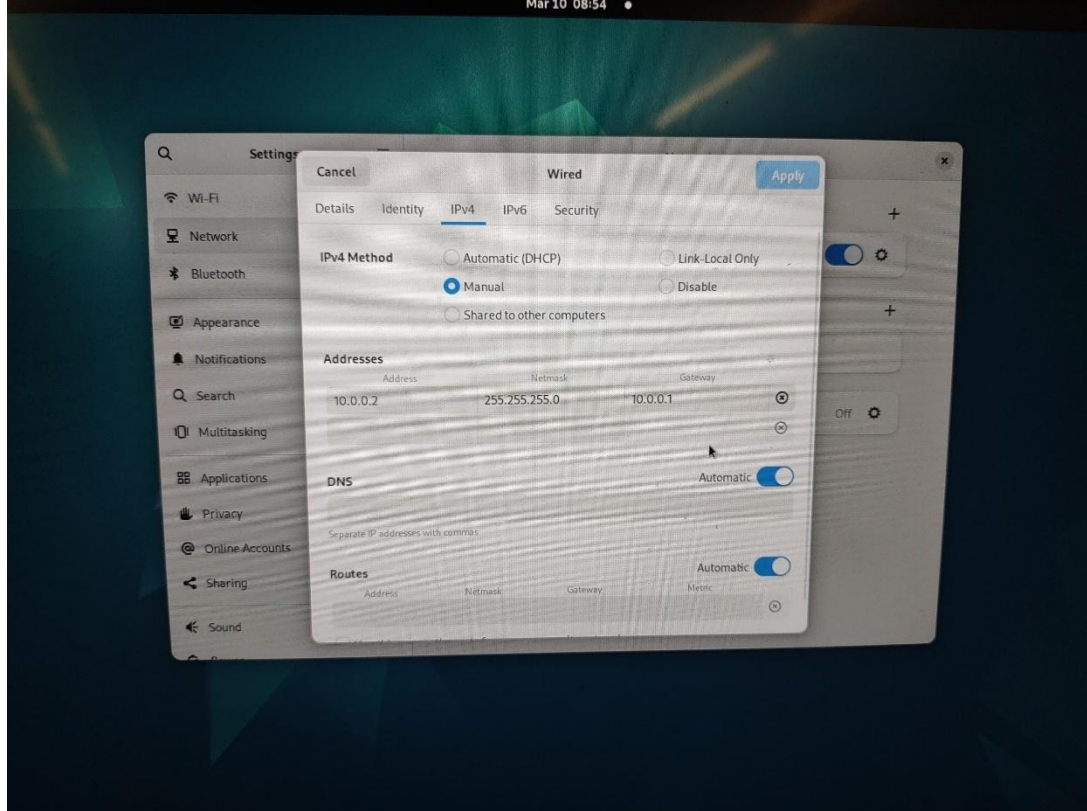 Mar 10 08:54
Settings
Cancel
Wired
Apply
Wi-Fi
Network
Bluetooth
Appearance
Notifications
Search
Multitasking
Applications
Privacy
Online Accounts
Sharing
Sound
Details Identity IPv4 IPv6 Security
IPv4 Method
Automatic (DHCP) Link-Local Only
Manual Disable
Shared to other computers
Addresses
Address Netmask Gateway
10.0.0.2 255.255.255.0 10.0.0.1
DNS Automatic
Separate IP addresses with commas
Routes Automatic
Address Netmask Gateway Metric
Off